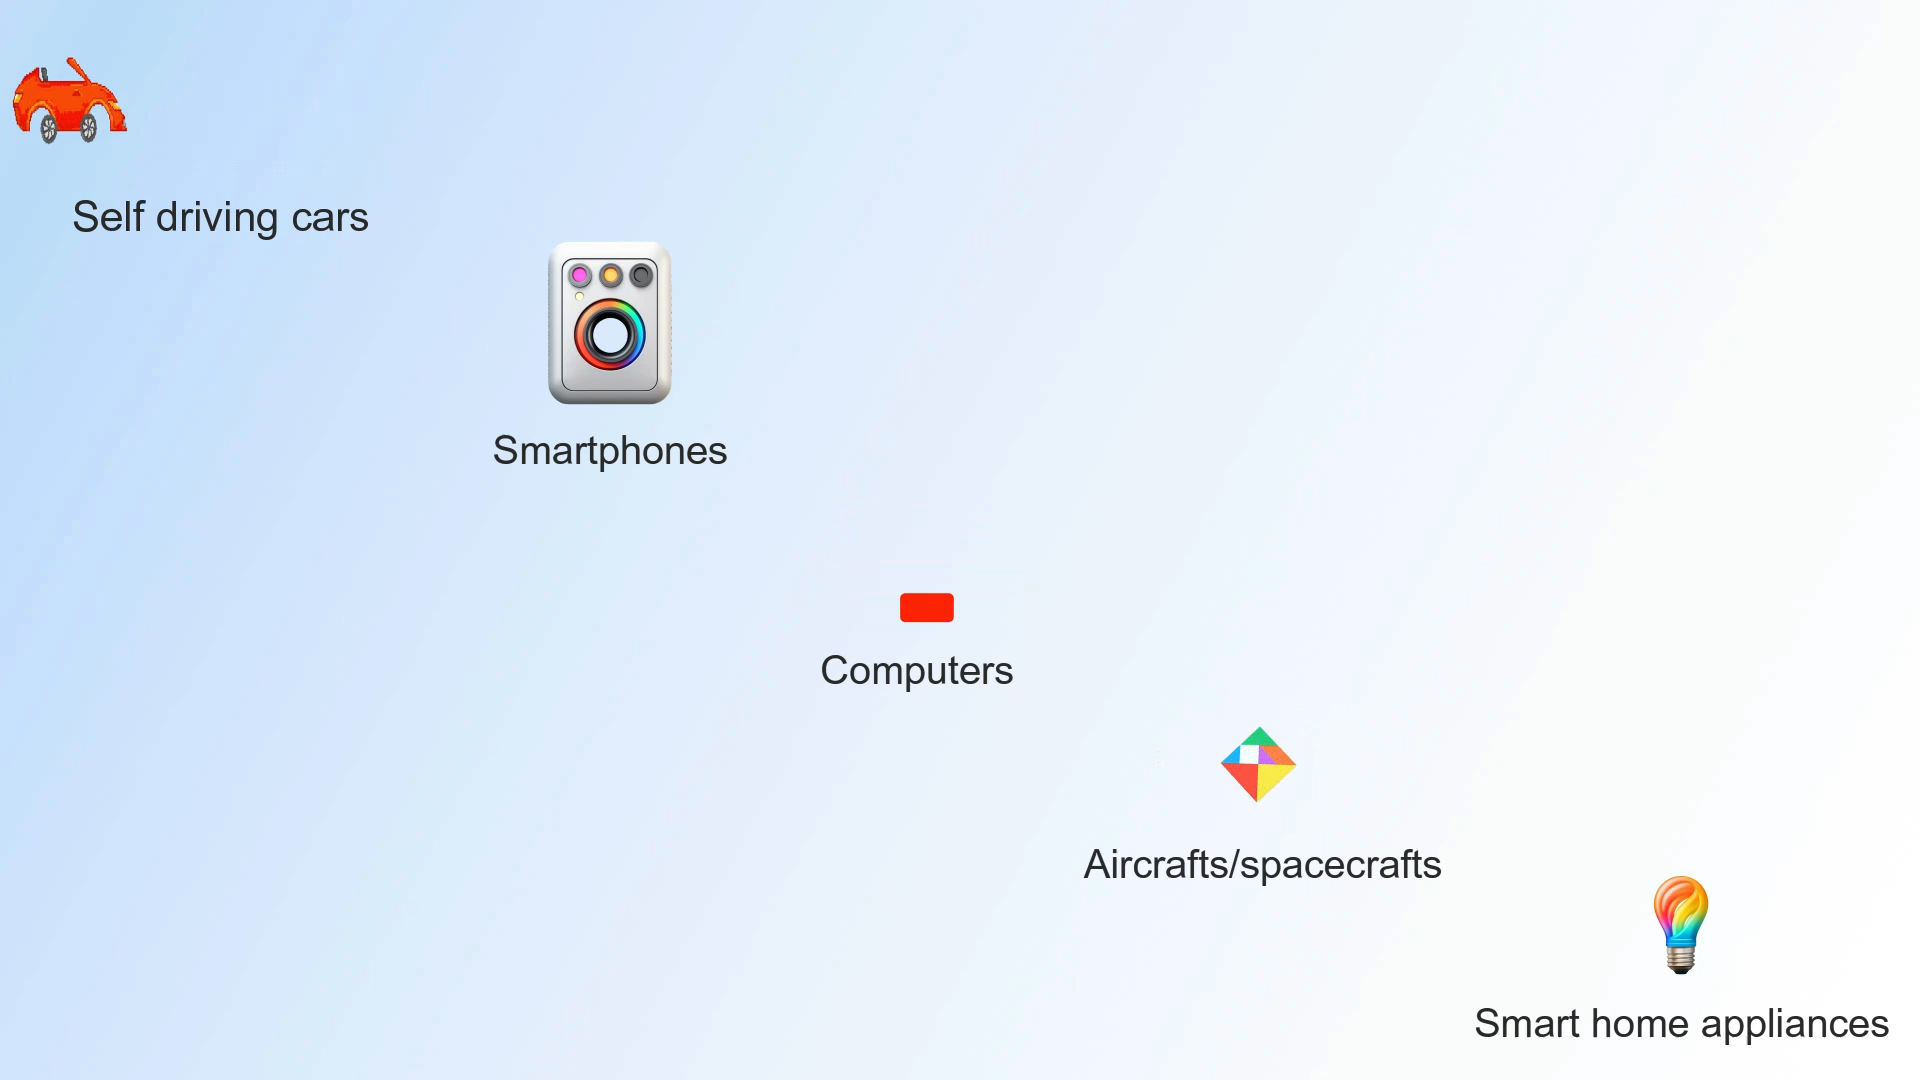 Self driving cars
Smartphones
Computers
Aircrafts/spacecrafts
Smart home appliances